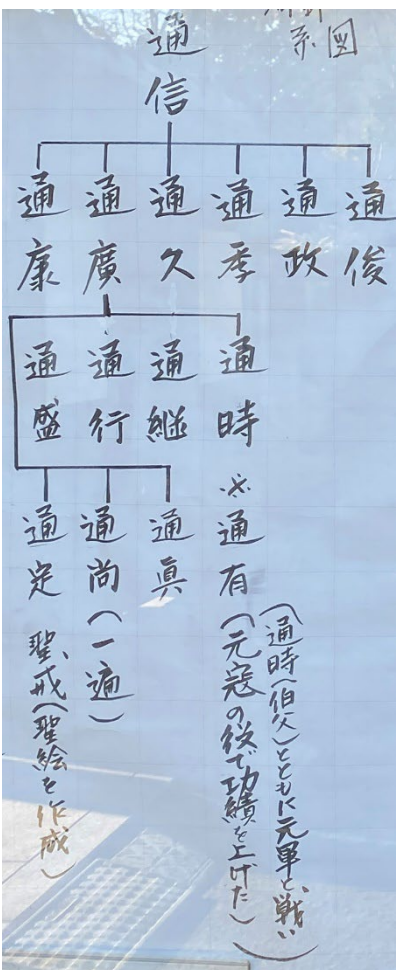 系図
通信
通俊
通政
通季
通久
通廣
通康
通時
通継
通行
通盛
※通有
(通時(伯父)とともに元軍と戦い
(元寇の役で功績を上げた)
通真
通尚(一遍)
通定
聖戒(聖絵を作成)